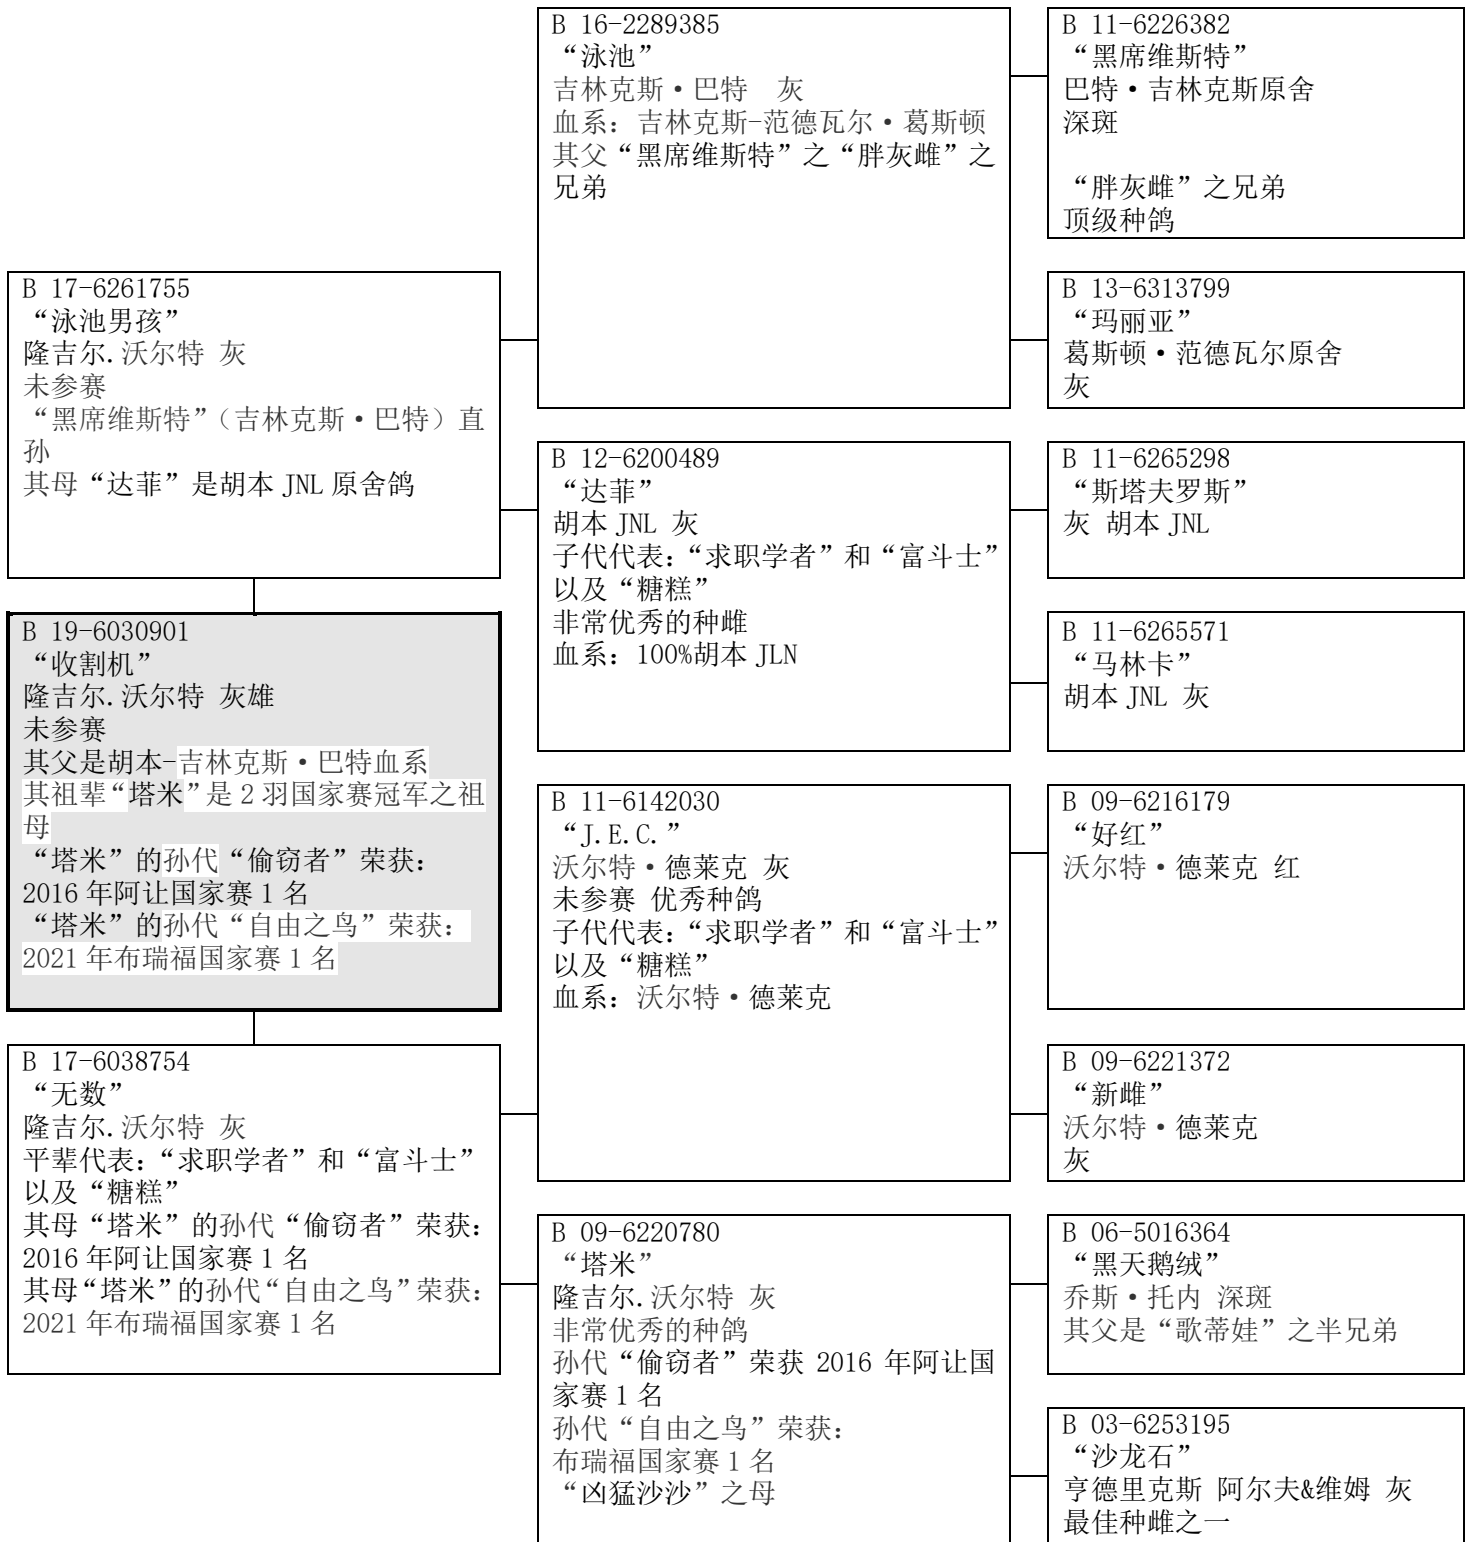 B 17-6261755
“泳池男孩”
隆吉尔.沃尔特 灰
未参赛
“黑席维斯特”（吉林克斯·巴特）直
孙
其母“达菲”是胡本 JNL 原舍鸽
B 19-6030901
“收割机”
隆吉尔.沃尔特 灰雄
未参赛
其父是胡本-吉林克斯·巴特血系
其祖辈“塔米”是 2 羽国家赛冠军之祖
母
“塔米”的孙代“偷窃者”荣获：
2016 年阿让国家赛 1 名
“塔米”的孙代“自由之鸟”荣获：
2021 年布瑞福国家赛 1 名
B 17-6038754
“无数”
隆吉尔.沃尔特 灰
平辈代表：“求职学者”和“富斗士”
以及“糖糕”
其母“塔米”的孙代“偷窃者”荣获：
2016 年阿让国家赛 1 名
其母“塔米”的孙代“自由之鸟”荣获：
2021 年布瑞福国家赛 1 名
B 16-2289385
“泳池”
吉林克斯·巴特 灰
血系：吉林克斯-范德瓦尔·葛斯顿
其父“黑席维斯特”之“胖灰雌”之
兄弟
B 12-6200489
“达菲”
胡本 JNL 灰
子代代表：“求职学者”和“富斗士”
以及“糖糕”
非常优秀的种雌
血系：100%胡本 JLN
B 11-6142030
“J.E.C.”
沃尔特·德莱克 灰
未参赛 优秀种鸽
子代代表：“求职学者”和“富斗士”
以及“糖糕”
血系：沃尔特·德莱克
B 09-6220780
“塔米”
隆吉尔.沃尔特 灰
非常优秀的种鸽
孙代“偷窃者”荣获 2016 年阿让国
家赛 1 名
孙代“自由之鸟”荣获：
布瑞福国家赛 1 名
“凶猛沙沙”之母
B 11-6226382
“黑席维斯特”
巴特·吉林克斯原舍
深斑
“胖灰雌”之兄弟
顶级种鸽
B 13-6313799
“玛丽亚”
葛斯顿·范德瓦尔原舍
灰
B 11-6265298
“斯塔夫罗斯”
灰 胡本 JNL
B 11-6265571
“马林卡”
胡本 JNL 灰
B 09-6216179
“好红”
沃尔特·德莱克 红
B 09-6221372
“新雌”
沃尔特·德莱克
灰
B 06-5016364
“黑天鹅绒”
乔斯·托内 深斑
其父是“歌蒂娃”之半兄弟
B 03-6253195
“沙龙石”
亨德里克斯 阿尔夫&维姆 灰
最佳种雌之一